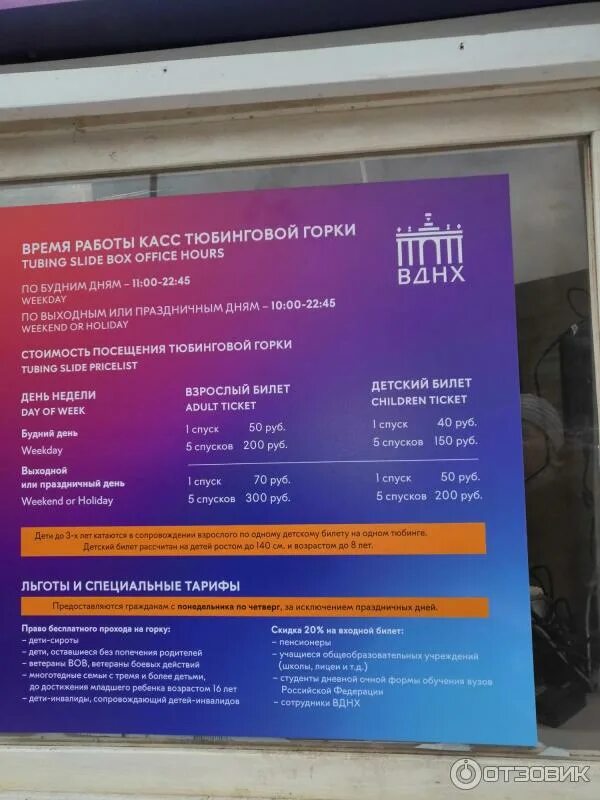 ВРЕМЯ РАБОТЫ КАСС ТЮБИНГОВОЙ ГОРКИ
TUBING SLIDE BOX OFFICE HOURS
ВДНХ
ПО БУДНИМ ДНЯМ – 11:00-22:45
WEEKDAY
ПО ВЫХОДНЫМ ИЛИ ПРАЗДНИЧНЫМ ДНЯМ – 10:00-22:45
WEEKEND OR HOLIDAY
СТОИМОСТЬ ПОСЕЩЕНИЯ ТЮБИНГОВОЙ ГОРКИ
TUBING SLIDE PRICELIST
ДЕНЬ НЕДЕЛИ ВЗРОСЛЫЙ БИЛЕТ ДЕТСКИЙ БИЛЕТ
DAY OF WEEK ADULT TICKET CHILDREN TICKET
Будний день 1 спуск 50 руб. 1 спуск 40 руб.
Weekday 5 спусков 200 руб. 5 спусков 150 руб.
Выходной
или праздничный день 1 спуск 70 руб. 1 спуск 50 руб.
Weekend or Holiday 5 спусков 300 руб. 5 спусков 200 руб.
Дети до 3-х лет катаются в сопровождении взрослого по одному детскому билету на одном тюбинге.
Детский билет рассчитан на детей ростом до 140 см. и возрастом до 8 лет.
ЛЬГОТЫ И СПЕЦИАЛЬНЫЕ ТАРИФЫ
Предоставляются гражданам с понедельника по четверг, за исключением праздничных дней.
Право бесплатного прохода на горку:
– дети-сироты
– дети, оставшиеся без попечения родителей
– ветераны ВОВ, ветераны боевых действий
– многодетные семьи с тремя и более детьми,
до достижения младшего ребенка возрастом 16 лет
– дети-инвалиды, сопровождающий детей-инвалидов
Скидка 20% на входной билет:
– пенсионеры
– учащиеся общеобразовательных учреждений
(школы, лицеи и т.д.)
– студенты дневной очной формы обучения вузов
Российской Федерации
– сотрудники ВДНХ
ОТЗОВИК